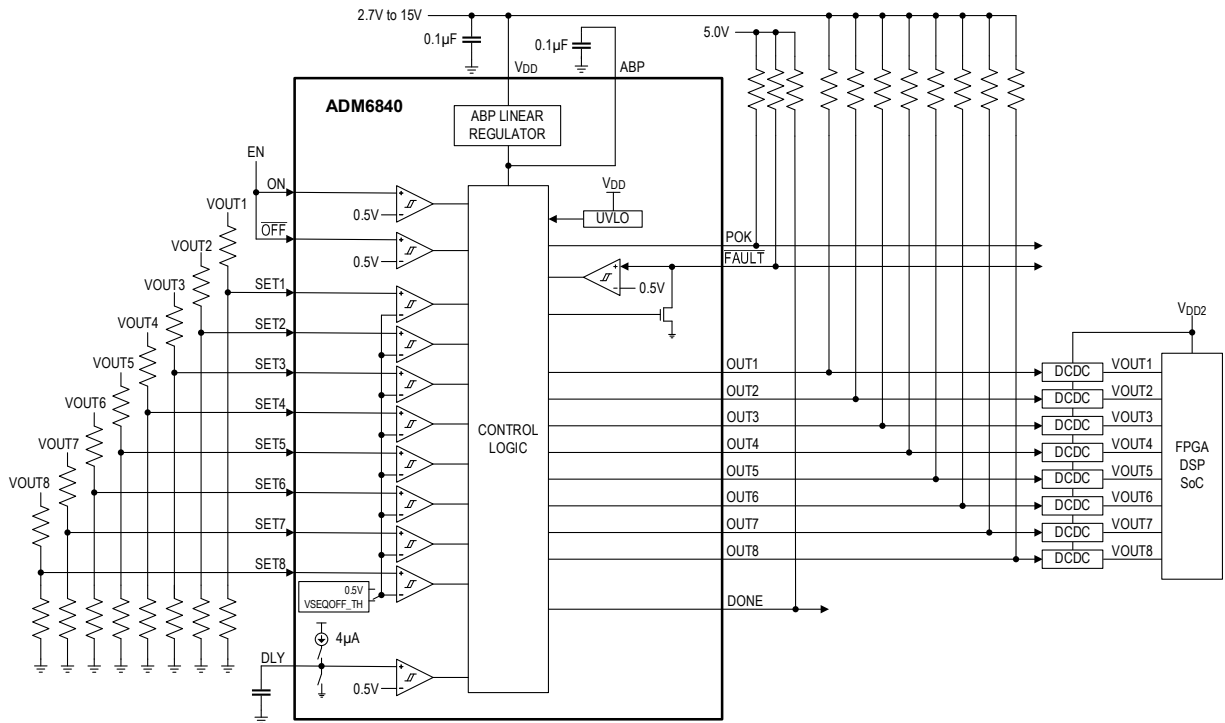 2.7V to 15V
0.1µF
0.1µF
5.0V
VDD
ABP
ADM6840
ABP LINEAR
REGULATOR
EN
ON
0.5V
VDD
UVLO
VOUT1
OFF
0.5V
POK
FAULT
0.5V
VOUT2
VOUT3
VOUT4
VOUT5
VOUT6
VOUT7
VOUT8
SET1
SET2
SET3
SET4
SET5
SET6
SET7
SET8
CONTROL
LOGIC
0.5V
VSEQOFF_TH
OUT1
OUT2
OUT3
OUT4
OUT5
OUT6
OUT7
OUT8
DONE
VDD2
DCDC
VOUT1
DCDC
VOUT2
DCDC
VOUT3
DCDC
VOUT4
DCDC
VOUT5
DCDC
VOUT6
DCDC
VOUT7
DCDC
VOUT8
FPGA
DSP
SoC
4µA
DLY
0.5V